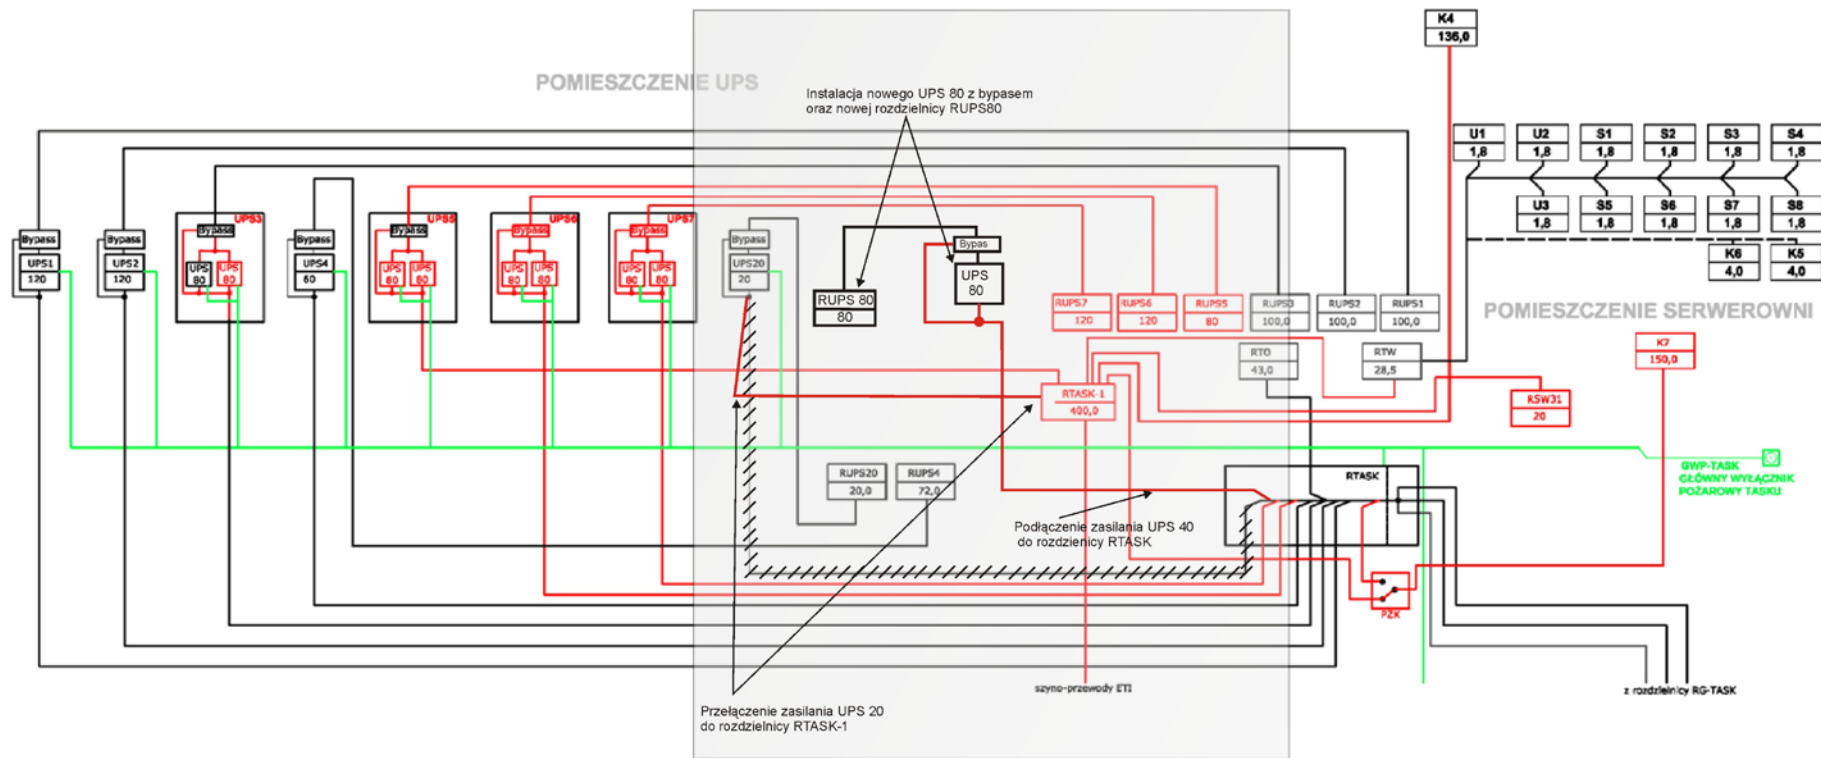 K4
136,0
POMIESZCZENIE UPS
Instalacja nowego UPS 80 z bypasem
oraz nowej rozdzielnicy RUPS80
U1 U2 S1 S2 S3 S4
1,8 1,8 1,8 1,8 1,8 1,8
U3 S5 S6 S7 S8
1,8 1,8 1,8 1,8 1,8
K6 K5
4,0 4,0
UPS3 UPS5 UPS6 UPS7
Bypass Bypass Bypass Bypass Bypass Bypass Bypass Bypass Bypas
UPS1 UPS2 UPS UPS UPS4 UPS UPS UPS UPS UPS UPS UPS20 UPS
120 120 80 80 60 80 80 80 80 80 80 20 80
RUPS 80
80
RUPS7 RUPS6 RUPS5 RUPS3 RUPS2 RUPS1
120 120 80 100,0 100,0 100,0
POMIESZCZENIE SERWEROWNI
RTO RTW K7
43,0 28,5 150,0
RTASK-1
400,0
RSW31
20
RUPS20 RUPS4
20,0 72,0
RTASK
GWP-TASK
GŁÓWNY WYŁĄCZNIK
POŻAROWY TASKU
Podłączenie zasilania UPS 40
do rozdzienicy RTASK
PZK
szyno-przewody ETI
z rozdzielnicy RG-TASK
Przełączenie zasilania UPS 20
do rozdzielnicy RTASK-1